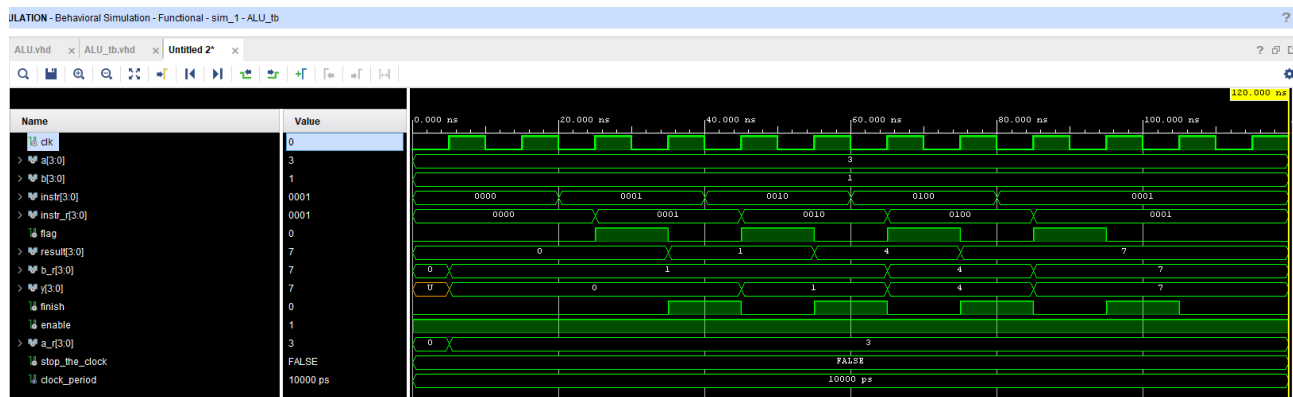 JLATION - Behavioral Simulation - Functional - sim_1 - ALU_tb ?
ALU.vhd × ALU_tb.vhd × Untitled 2* × ?
120.000 ns
Name Value 0.000 ns 20.000 ns 40.000 ns 60.000 ns 80.000 ns 100.000 ns
clk 0
> a[3:0] 3 3
> b[3:0] 1 1
> instr[3:0] 0001 0000 0001 0010 0100 0001
> instr_r[3:0] 0001 0000 0001 0010 0100 0001
flag 0
> result[3:0] 7 0 1 4 7
> b_r[3:0] 7 0 1 4 7
> y[3:0] 7 U 0 1 4 7
finish 0
enable 1
> a_r[3:0] 3 0 3
stop_the_clock FALSE FALSE
clock_period 10000 ps 10000 ps